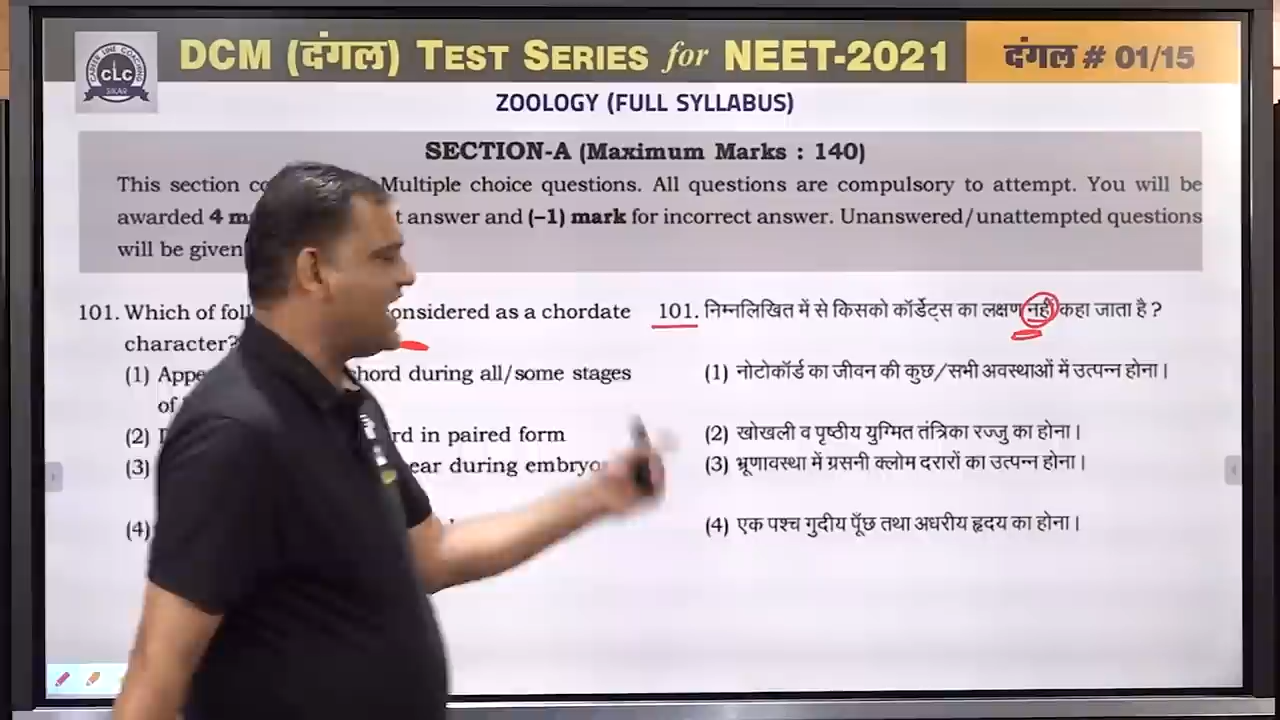 DCM (दंगल) TEST SERIES for NEET-2021
दंगल # 01/15
CLC
SIKAR
ZOOLOGY (FULL SYLLABUS)
SECTION-A (Maximum Marks : 140)
This section Multiple choice questions. All questions are compulsory to attempt. You will be
awarded 4 answer and (–1) mark for incorrect answer. Unanswered/unattempted questions
will be given
101. Which of considered as a chordate
character?
(1) during all/some stages
of
(2) in paired form
(3) during
(4)
101. निम्नलिखित में से किसको कॉर्डेट्स का लक्षण नहीं कहा जाता है ?
(1) नोटोकॉर्ड का जीवन की कुछ/सभी अवस्थाओं में उत्पन्न होना।
(2) खोखली व पृष्ठीय युग्मित तंत्रिका रज्जु का होना।
(3) भ्रूणावस्था में ग्रसनी क्लोम दरारों का उत्पन्न होना।
(4) एक पश्च गुदीय पूँछ तथा अधरीय हृदय का होना।